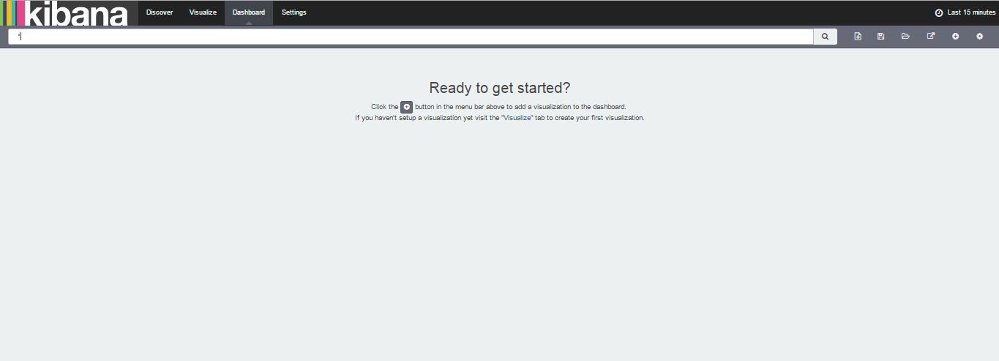 kibana Discover Visualize Dashboard Settings Last 15 minutes
*
Ready to get started?
Click the button in the menu bar above to add a visualization to the dashboard.
If you haven't setup a visualization yet visit the "Visualize" tab to create your first visualization.